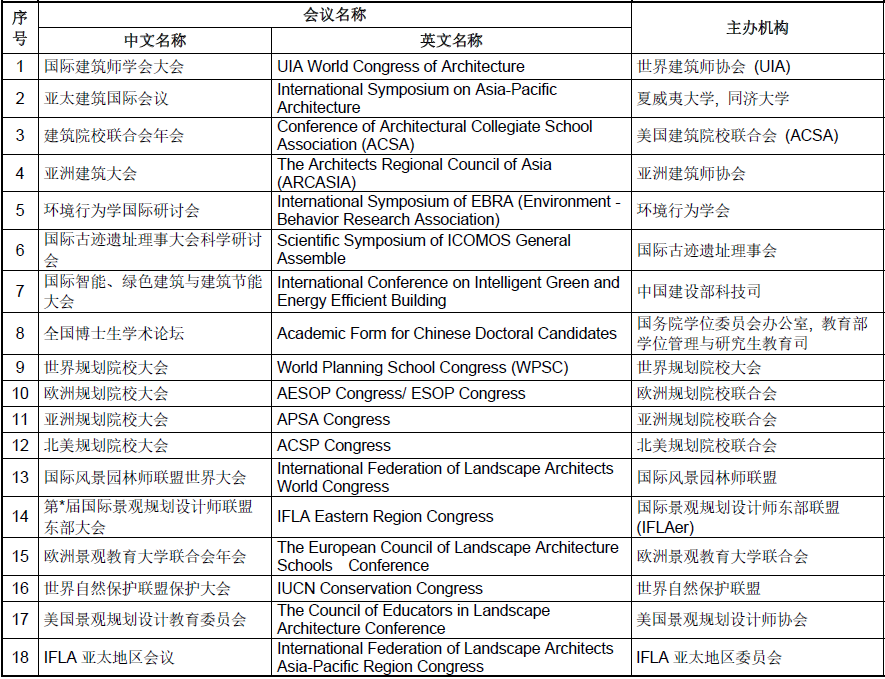 序号
会议名称
主办机构
中文名称
英文名称
1
国际建筑师学会大会
UIA World Congress of Architecture
世界建筑师协会 (UIA)
2
亚太建筑国际会议
International Symposium on Asia-Pacific
Architecture
夏威夷大学, 同济大学
3
建筑院校联合会年会
Conference of Architectural Collegiate School
Association (ACSA)
美国建筑院校联合会 (ACSA)
4
亚洲建筑大会
The Architects Regional Council of Asia
(ARCASIA)
亚洲建筑师协会
5
环境行为学国际研讨会
International Symposium of EBRA (Environment -
Behavior Research Association)
环境行为学会
6
国际古迹遗址理事大会科学研讨
会
Scientific Symposium of ICOMOS General
Assemble
国际古迹遗址理事会
7
国际智能、绿色建筑与建筑节能
大会
International Conference on Intelligent Green and
Energy Efficient Building
中国建设部科技司
8
全国博士生学术论坛
Academic Form for Chinese Doctoral Candidates
国务院学位委员会办公室, 教育部
学位管理与研究生教育司
9
世界规划院校大会
World Planning School Congress (WPSC)
世界规划院校大会
10
欧洲规划院校大会
AESOP Congress/ ESOP Congress
欧洲规划院校联合会
11
亚洲规划院校大会
APSA Congress
亚洲规划院校联合会
12
北美规划院校大会
ACSP Congress
北美规划院校联合会
13
国际风景园林师联盟世界大会
International Federation of Landscape Architects
World Congress
国际风景园林师联盟
14
第*届国际景观规划设计师联盟
东部大会
IFLA Eastern Region Congress
国际景观规划设计师东部联盟
(IFLAer)
15
欧洲景观教育大学联合会年会
The European Council of Landscape Architecture
Schools Conference
欧洲景观教育大学联合会
16
世界自然保护联盟保护大会
IUCN Conservation Congress
世界自然保护联盟
17
美国景观规划设计教育委员会
The Council of Educators in Landscape
Architecture Conference
美国景观规划设计师协会
18
IFLA 亚太地区会议
International Federation of Landscape Architects
Asia-Pacific Region Congress
IFLA 亚太地区委员会